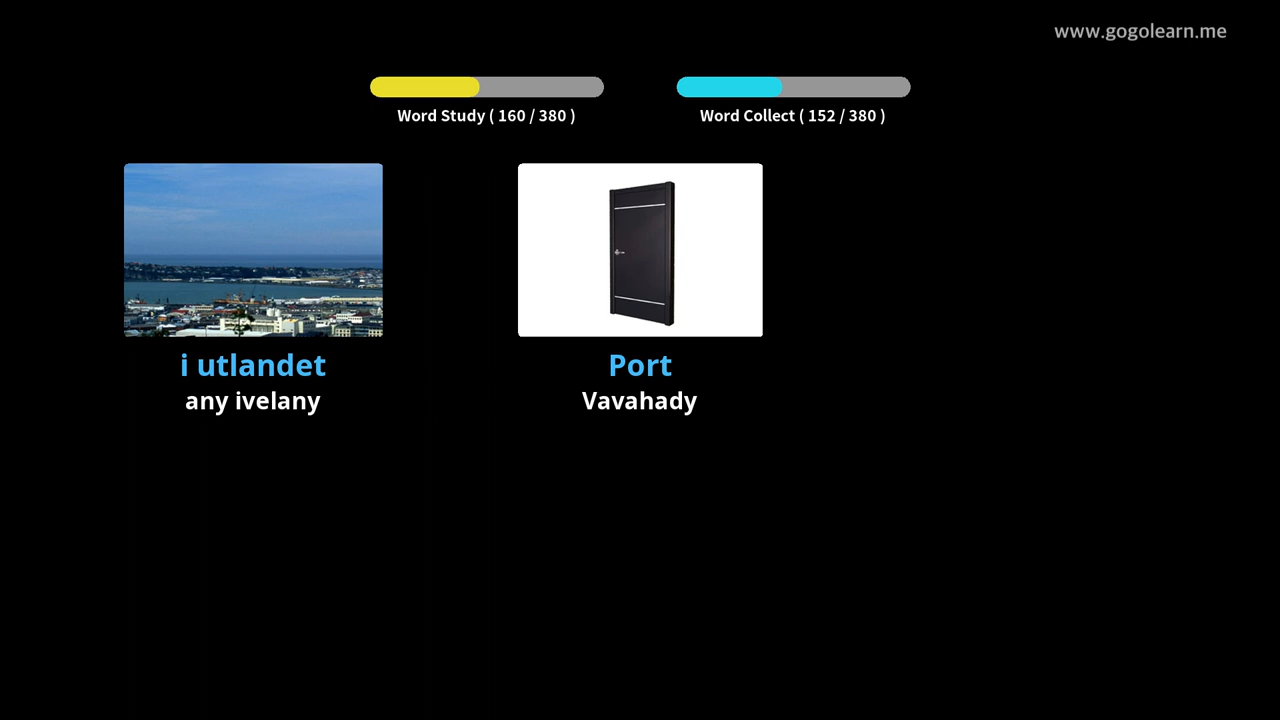 www.gogolearn.me
Word Study ( 160 / 380 )
Word Collect ( 152 / 380 )
i utlandet
any ivelany
Port
Vavahady